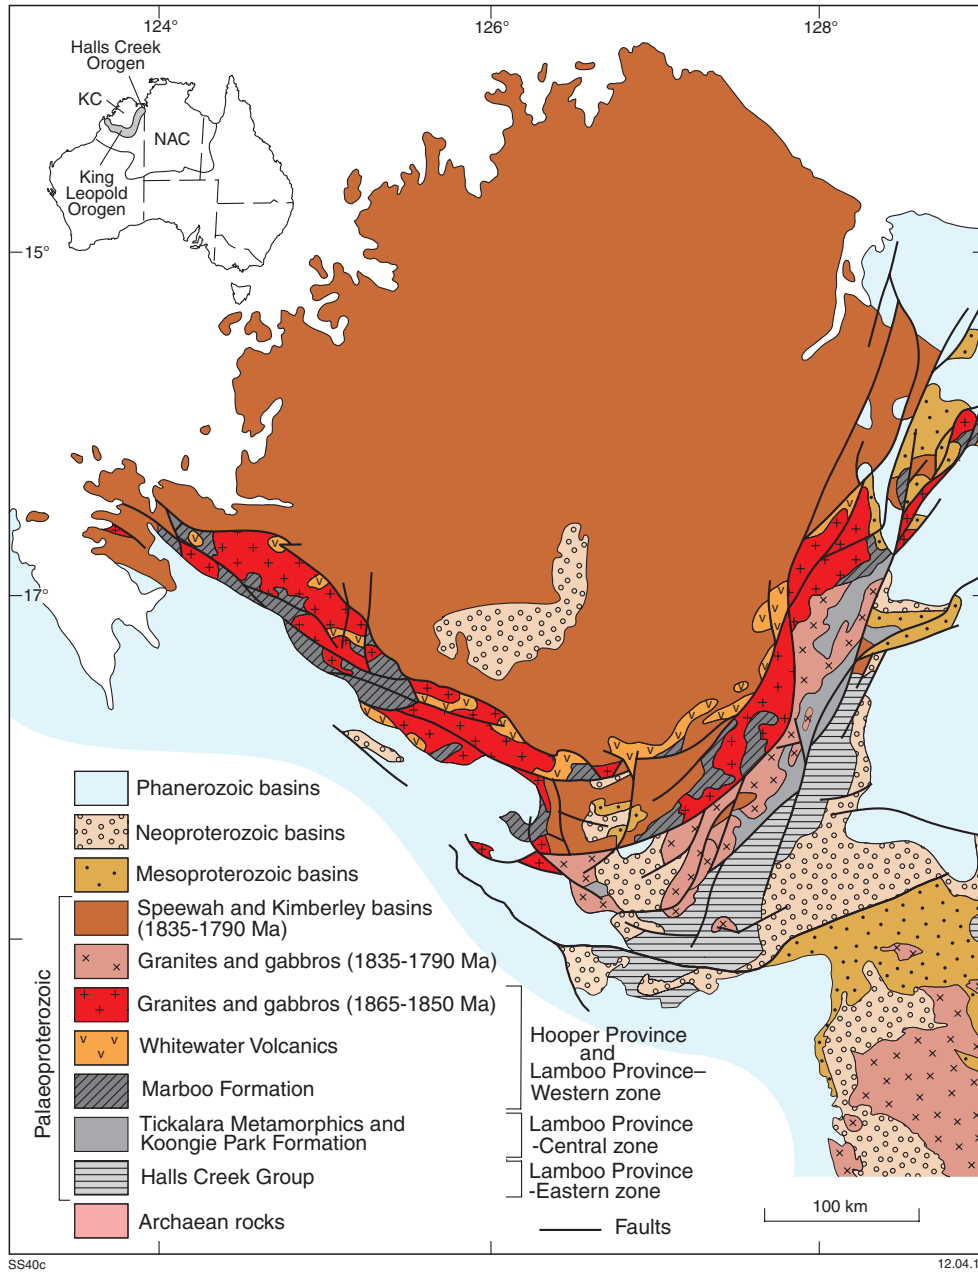 124°
126°
128°
Halls Creek
Orogen
KC
NAC
King
Leopold
Orogen
15°
17°
Phanerozoic basins
Neoproterozoic basins
Mesoproterozoic basins
Palaeoproterozoic
Speewah and Kimberley basins
(1835-1790 Ma)
Granites and gabbros (1835-1790 Ma)
Granites and gabbros (1865-1850 Ma)
Whitewater Volcanics
Marboo Formation
Hooper Province
and
Lamboo Province–
Western zone
Tickalara Metamorphics and
Koongie Park Formation
Lamboo Province
-Central zone
Halls Creek Group
Lamboo Province
-Eastern zone
Archaean rocks
Faults
100 km
SS40c
12.04.1